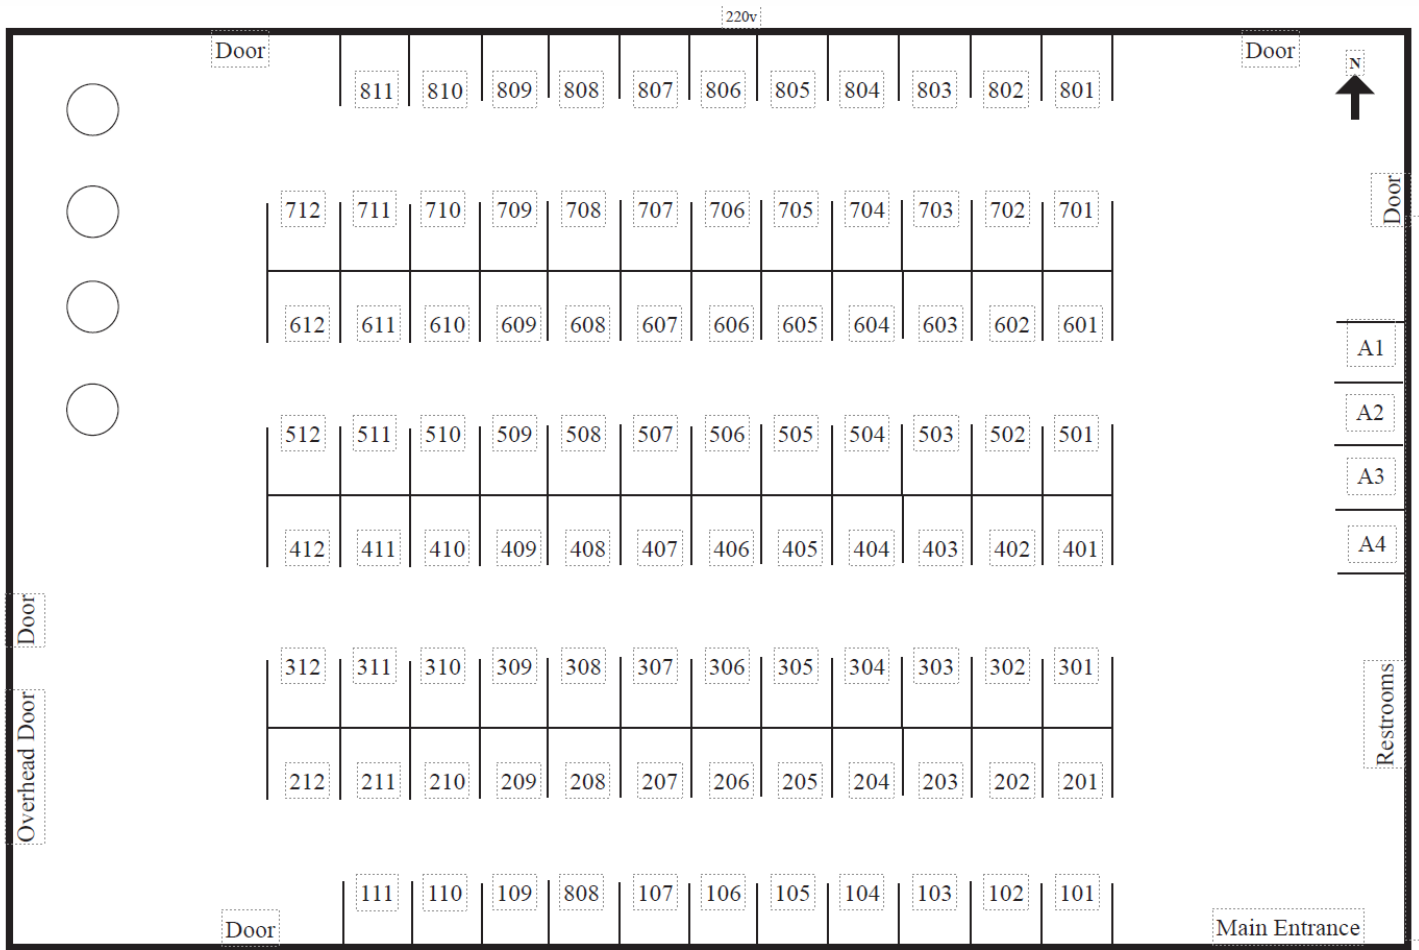 220v
Door
Door
N
811 810 809 808 807 806 805 804 803 802 801
Door
712 711 710 709 708 707 706 705 704 703 702 701
612 611 610 609 608 607 606 605 604 603 602 601
A1
A2
512 511 510 509 508 507 506 505 504 503 502 501
A3
412 411 410 409 408 407 406 405 404 403 402 401
A4
Door
312 311 310 309 308 307 306 305 304 303 302 301
Restrooms
Overhead Door
212 211 210 209 208 207 206 205 204 203 202 201
111 110 109 808 107 106 105 104 103 102 101
Door
Main Entrance